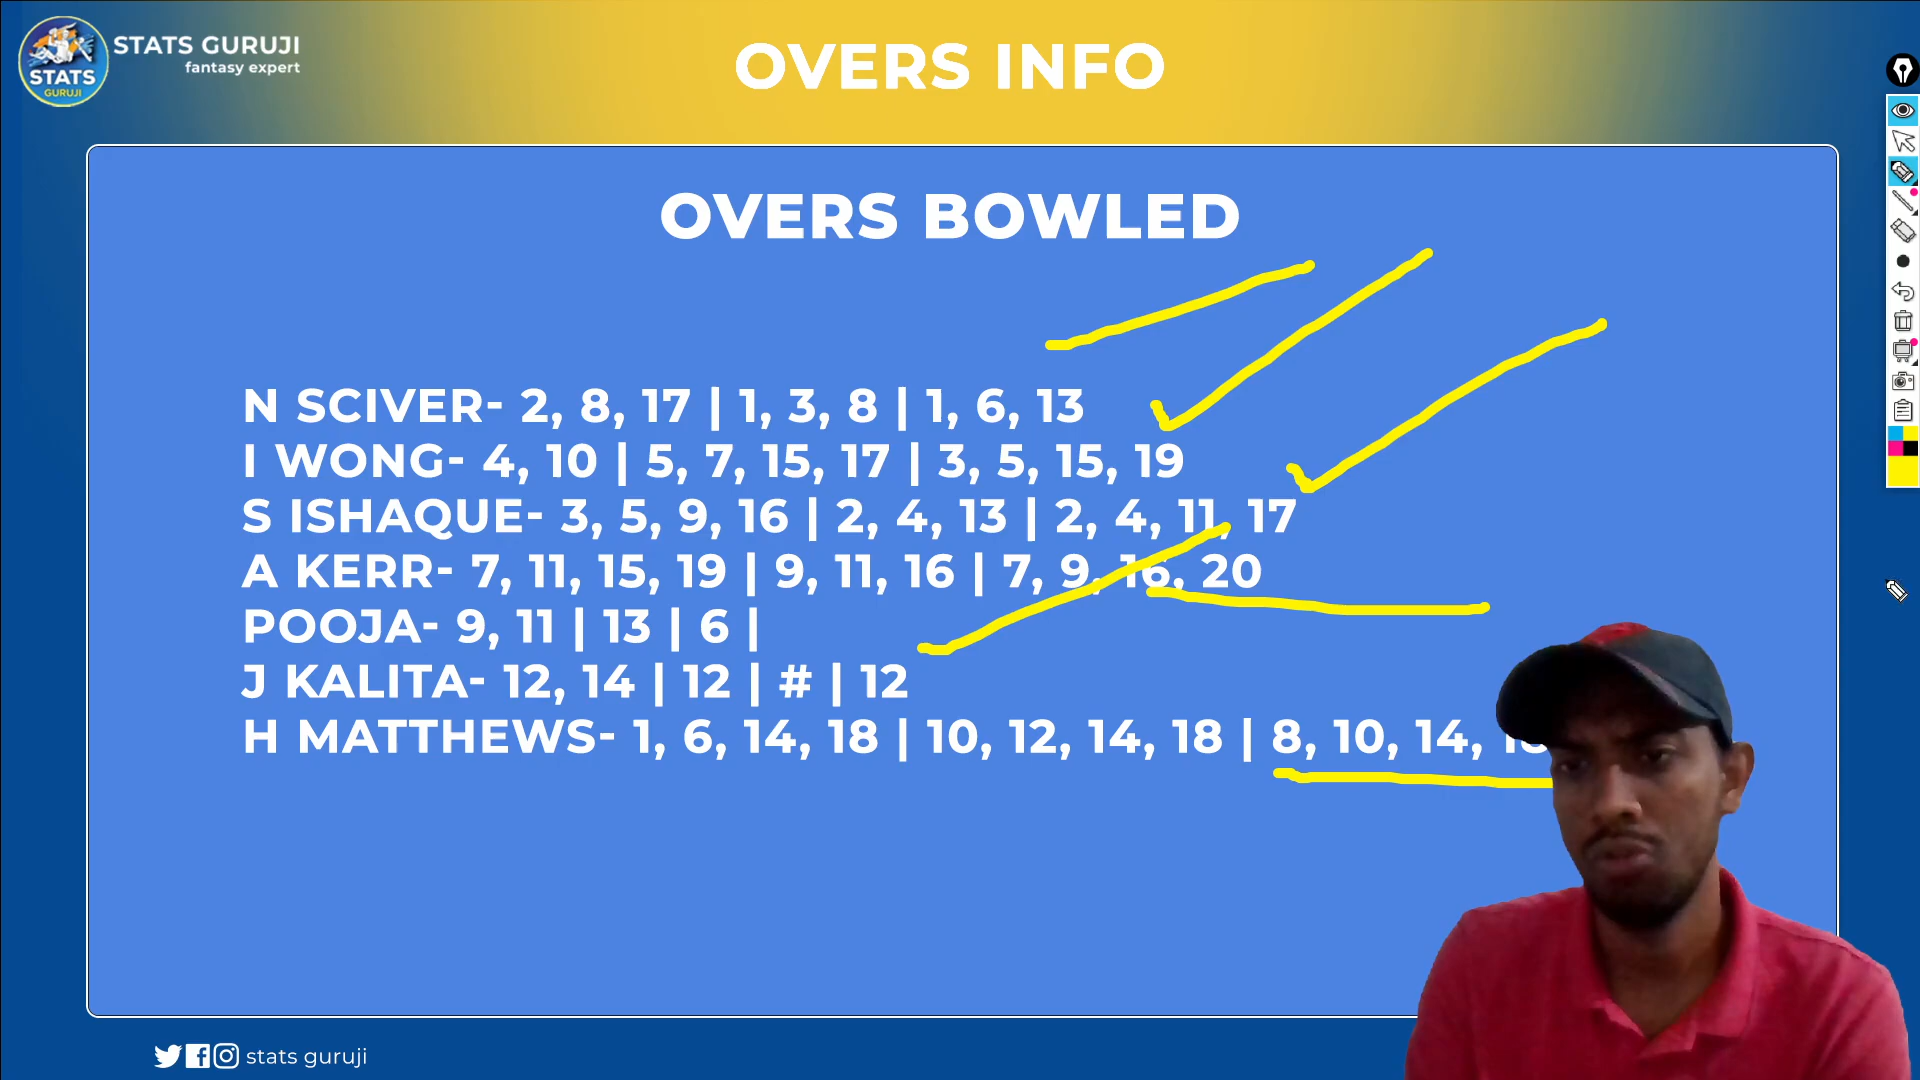 STATS GURUJI
fantasy expert
STATS
GURUJI
OVERS INFO
OVERS BOWLED
N SCIVER- 2, 8, 17 | 1, 3, 8 | 1, 6, 13
I WONG- 4, 10 | 5, 7, 15, 17 | 3, 5, 15, 19
S ISHAQUE- 3, 5, 9, 16 | 2, 4, 13 | 2, 4, 11, 17
A KERR- 7, 11, 15, 19 | 9, 11, 16 | 7, 9, 16, 20
POOJA- 9, 11 | 13 | 6 |
J KALITA- 12, 14 | 12 | # | 12
H MATTHEWS- 1, 6, 14, 18 | 10, 12, 14, 18 | 8, 10, 14,
stats guruji